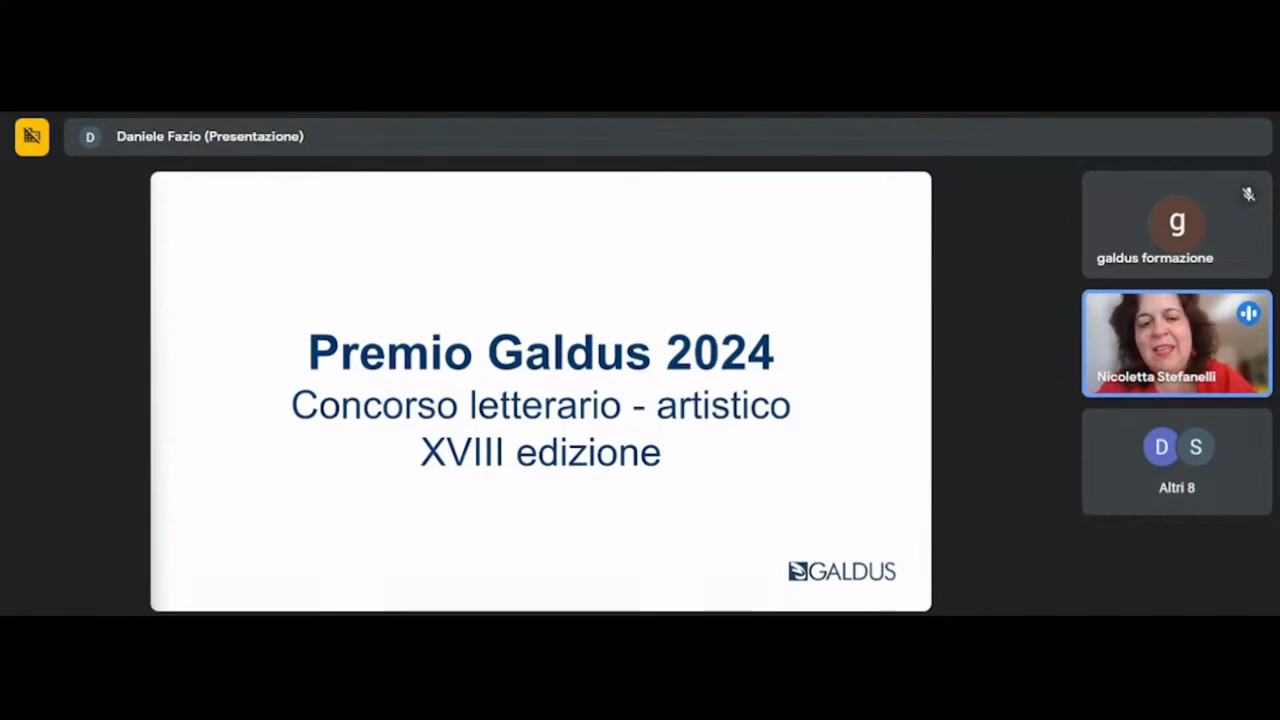 D Daniele Fazio (Presentazione)
Premio Galdus 2024
Concorso letterario - artistico
XVIII edizione
GALDUS
g
galdus formazione
Nicoletta Stefanelli
D S
Altri 8